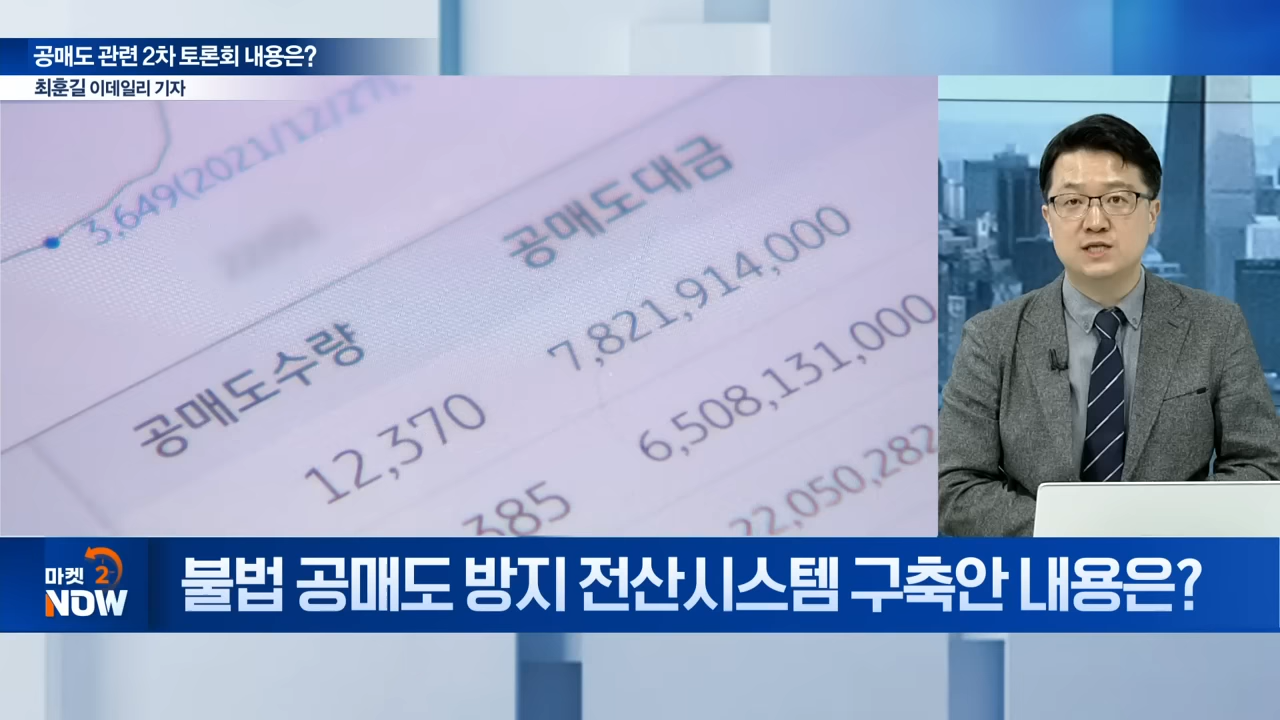 공매도 관련 2차 토론회 내용은?
최훈길 이데일리 기자
3,649(2021/12/27).
공매도수량
공매도대금
12,370
7,821,914,000
385
6,508,131,000
22,050,282
마켓 2
NOW
불법 공매도 방지 전산시스템 구축안 내용은?